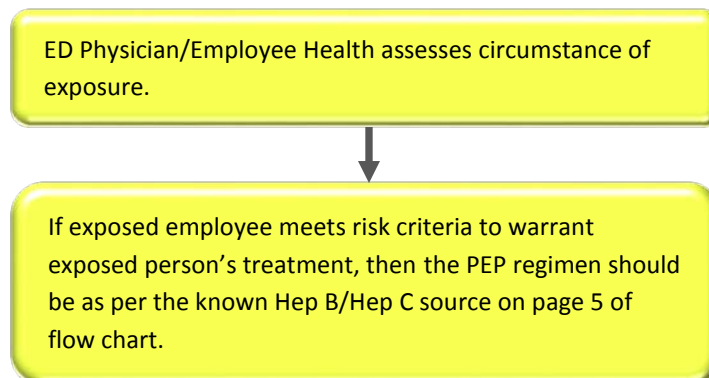 ED Physician/Employee Health assesses circumstance of
exposure.
If exposed employee meets risk criteria to warrant
exposed person’s treatment, then the PEP regimen should
be as per the known Hep B/Hep C source on page 5 of
flow chart.